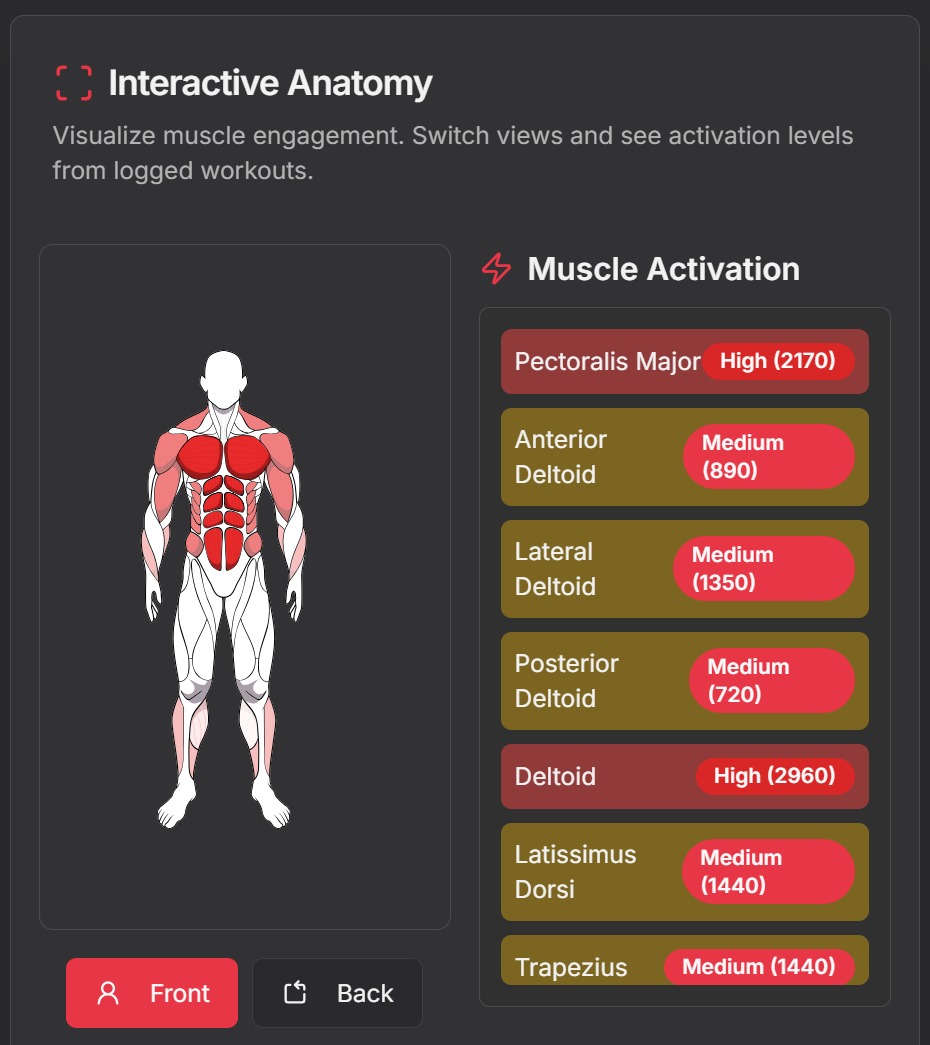 Interactive Anatomy
Visualize muscle engagement. Switch views and see activation levels
from logged workouts.
Muscle Activation
Pectoralis Major High (2170)
Anterior
Deltoid
Medium
(890)
Lateral
Deltoid
Medium
(1350)
Posterior
Deltoid
Medium
(720)
Deltoid High (2960)
Latissimus
Dorsi
Medium
(1440)
Trapezius Medium (1440)
Front
Back